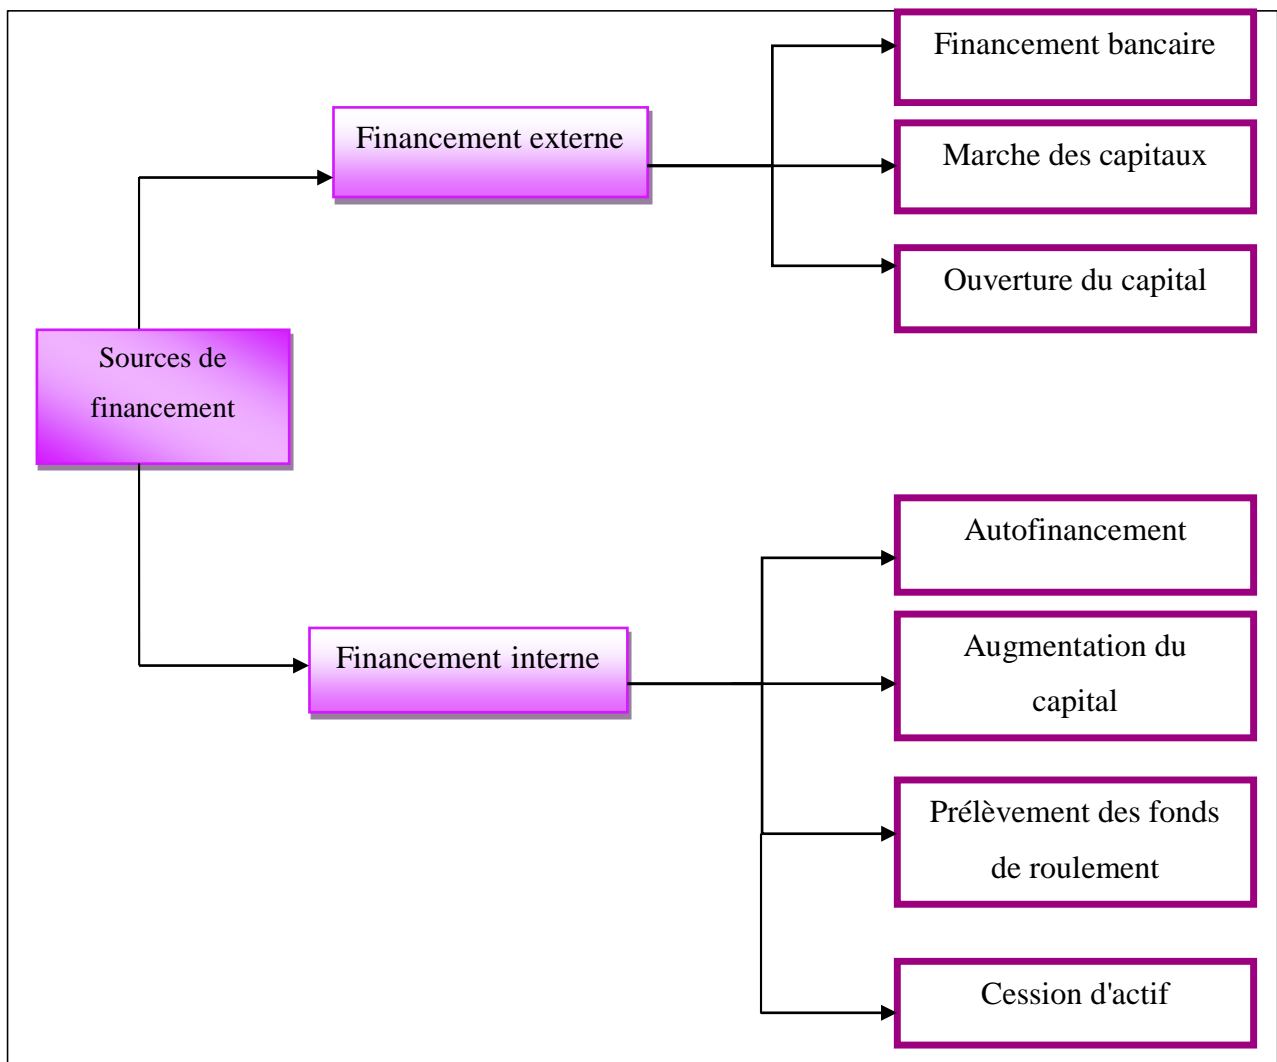 Financement bancaire
Financement externe
Marche des capitaux
Ouverture du capital
Sources de
financement
Autofinancement
Financement interne
Augmentation du
capital
Prélèvement des fonds
de roulement
Cession d'actif